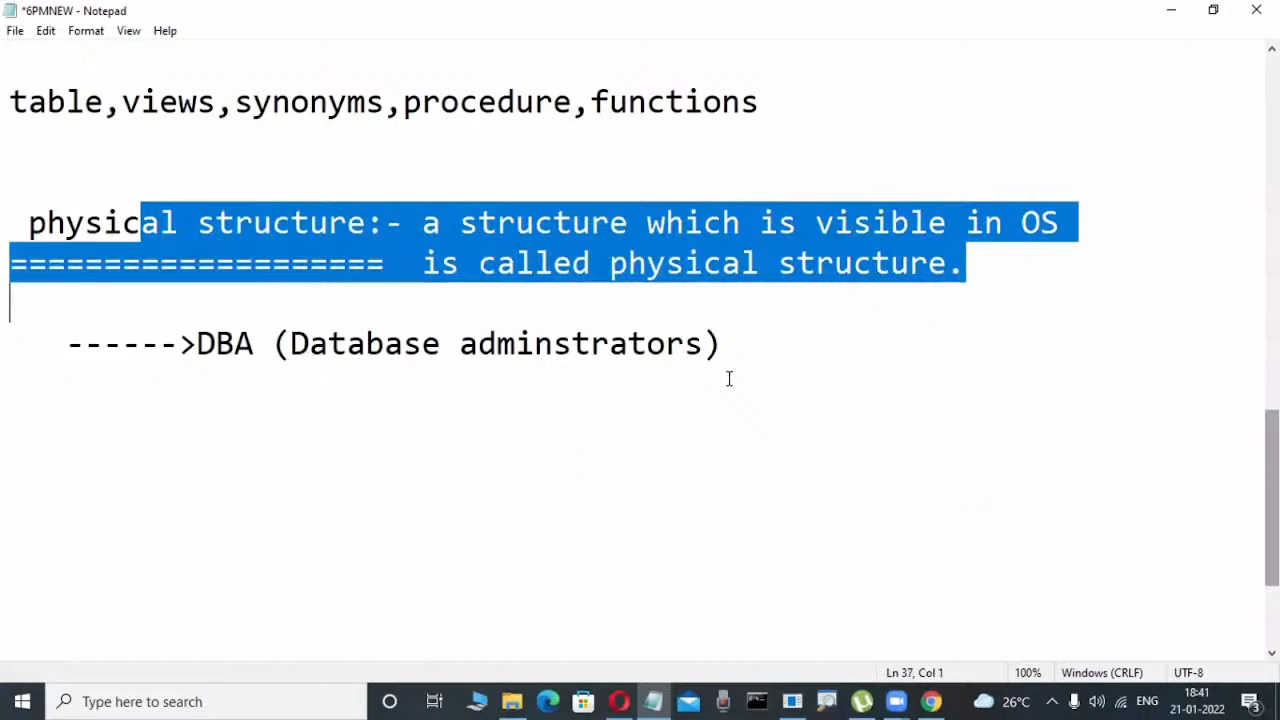 *6PMNEW - Notepad
File Edit Format View Help
table,views,synonyms,procedure,functions
physical structure:- a structure which is visible in OS
==================== is called physical structure.
------>DBA (Database adminstrators)
Ln 37, Col 1 100% Windows (CRLF) UTF-8
Type here to search 26°C ENG 18:41
21-01-2022 3